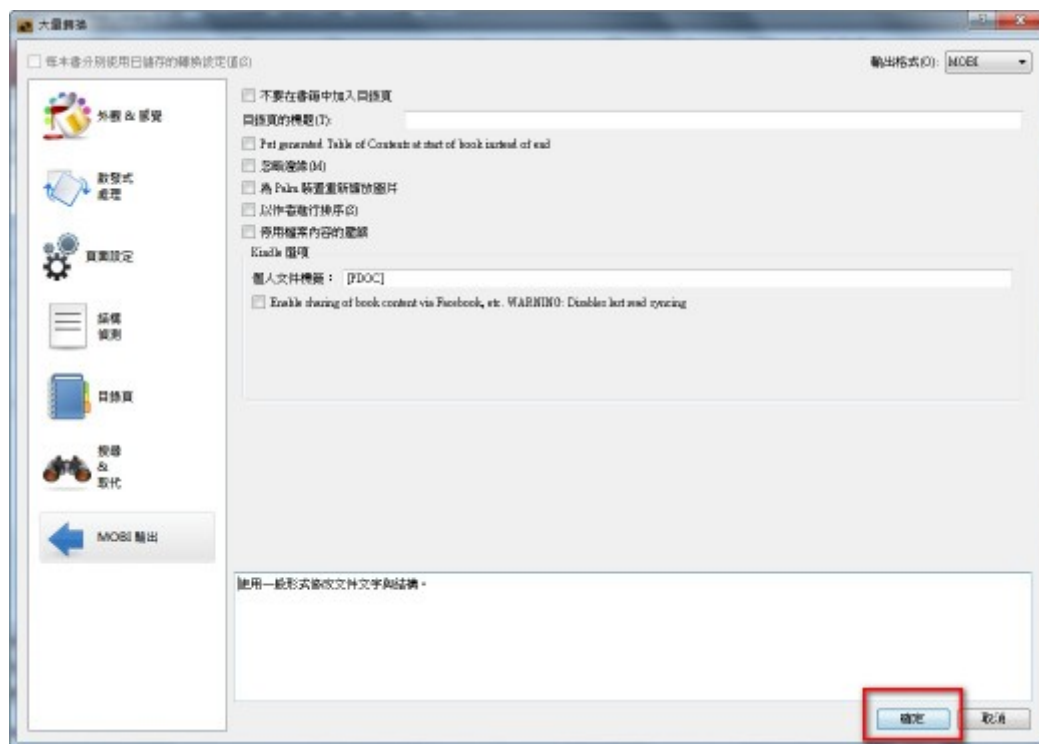 大量轉換
每本書分別使用已儲存的轉換設定值(S)
輸出格式(O): MOBI
外觀 & 感覺
啟發式
處理
頁面設定
結構
偵測
目錄頁
搜尋
&
取代
MOBI 輸出
不要在書籍中加入目錄頁
目錄頁的標題(T):
Put generated Table of Contents at start of book instead of end
忽略邊緣(M)
為 Palm 裝置重新縮放圖片
以作者進行排序(S)
停用檔案內容的壓縮
Kindle 選項
個人文件標籤： [PDOC]
Enable sharing of book content via Facebook, etc. WARNING: Disables last read syncing
使用一般形式修改文件文字與結構。
確定
取消